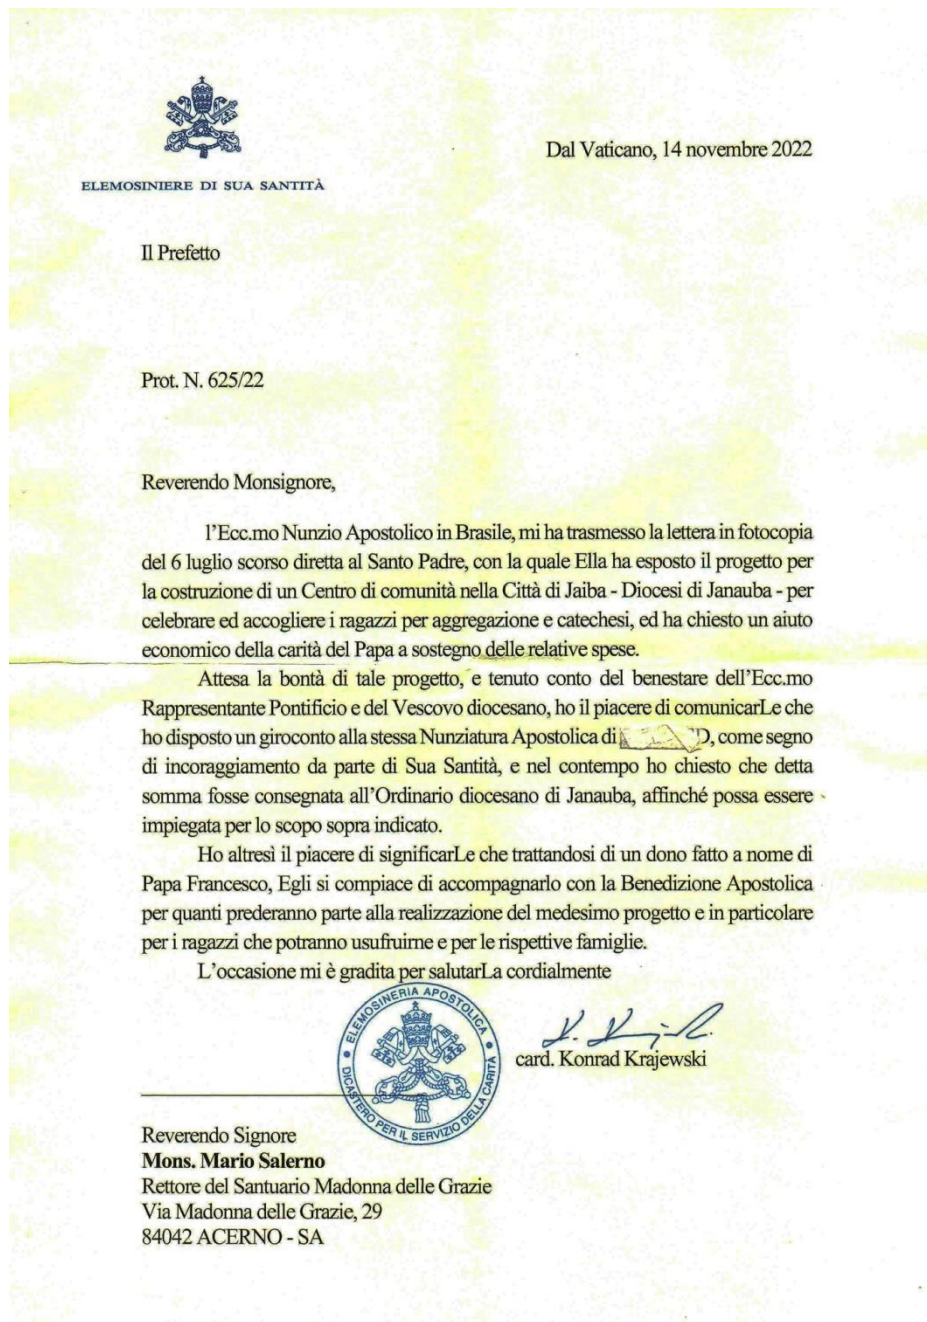 Dal Vaticano, 14 novembre 2022
ELEMOSINIERE DI SUA SANTITÀ
Il Prefetto
Prot. N. 625/22
Reverendo Monsignore,
l'Ecc.mo Nunzio Apostolico in Brasile, mi ha trasmesso la lettera in fotocopia
del 6 luglio scorso diretta al Santo Padre, con la quale Ella ha esposto il progetto per
la costruzione di un Centro di comunità nella Città di Jaiba - Diocesi di Janauba - per
celebrare ed accogliere i ragazzi per aggregazione e catechesi, ed ha chiesto un aiuto
economico della carità del Papa a sostegno delle relative spese.
Attesa la bontà di tale progetto, e tenuto conto del benestare dell'Ecc.mo
Rappresentante Pontificio e del Vescovo diocesano, ho il piacere di comunicarLe che
ho disposto un giroconto alla stessa Nunziatura Apostolica di D, come segno
di incoraggiamento da parte di Sua Santità, e nel contempo ho chiesto che detta
somma fosse consegnata all'Ordinario diocesano di Janauba, affinché possa essere
impiegata per lo scopo sopra indicato.
Ho altresì il piacere di significarLe che trattandosi di un dono fatto a nome di
Papa Francesco, Egli si compiace di accompagnarlo con la Benedizione Apostolica
per quanti prederanno parte alla realizzazione del medesimo progetto e in particolare
per i ragazzi che potranno usufruirne e per le rispettive famiglie.
L'occasione mi è gradita per salutarLa cordialmente
ELEMOSINERIA APOSTOLICA
DICASTERO PER IL SERVIZIO DELLA CARITÀ
card. Konrad Krajewski
Reverendo Signore
Mons. Mario Salerno
Rettore del Santuario Madonna delle Grazie
Via Madonna delle Grazie, 29
84042 ACERNO - SA